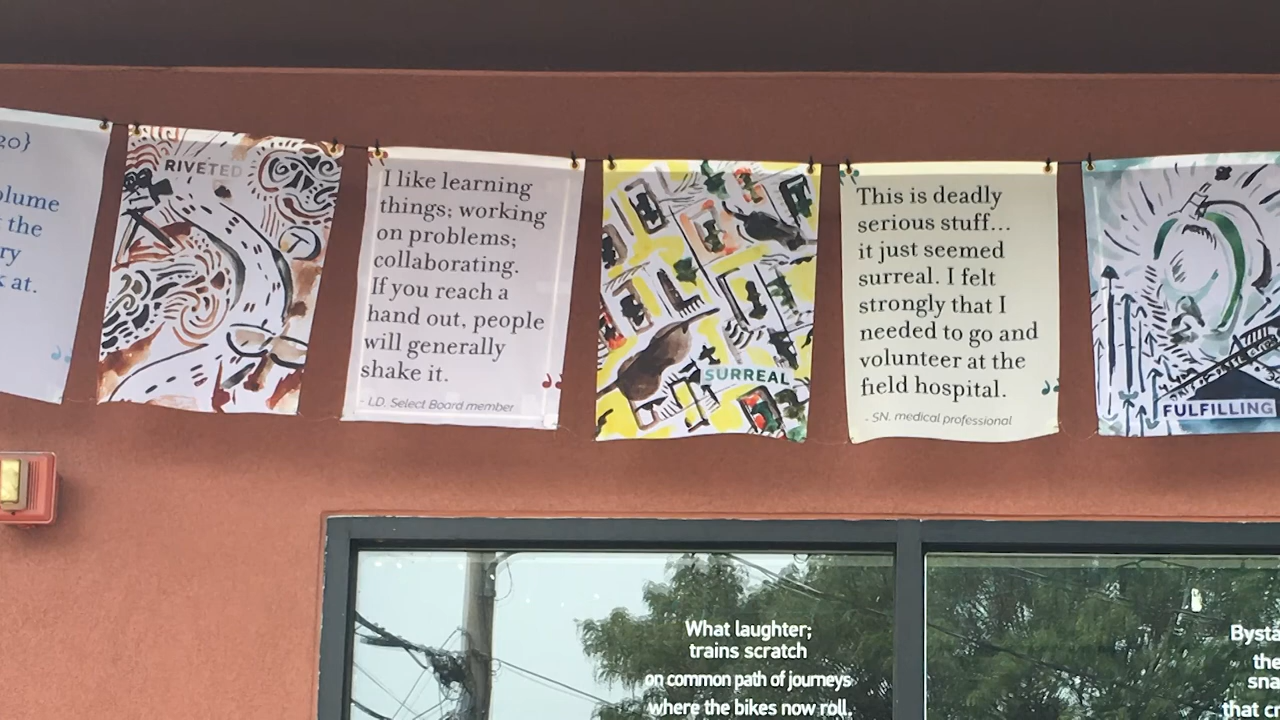 20}
olume
the
ry
at.
RIVETED
I like learning
things; working
on problems;
collaborating.
If you reach a
hand out, people
will generally
shake it.
- LD. Select Board member
SURREAL
This is deadly
serious stuff...
it just seemed
surreal. I felt
strongly that I
needed to go and
volunteer at the
field hospital.
- SN. medical professional
FULFILLING
What laughter;
trains scratch
on common path of journeys
where the bikes now roll.
Bysta
the
sna
that cr